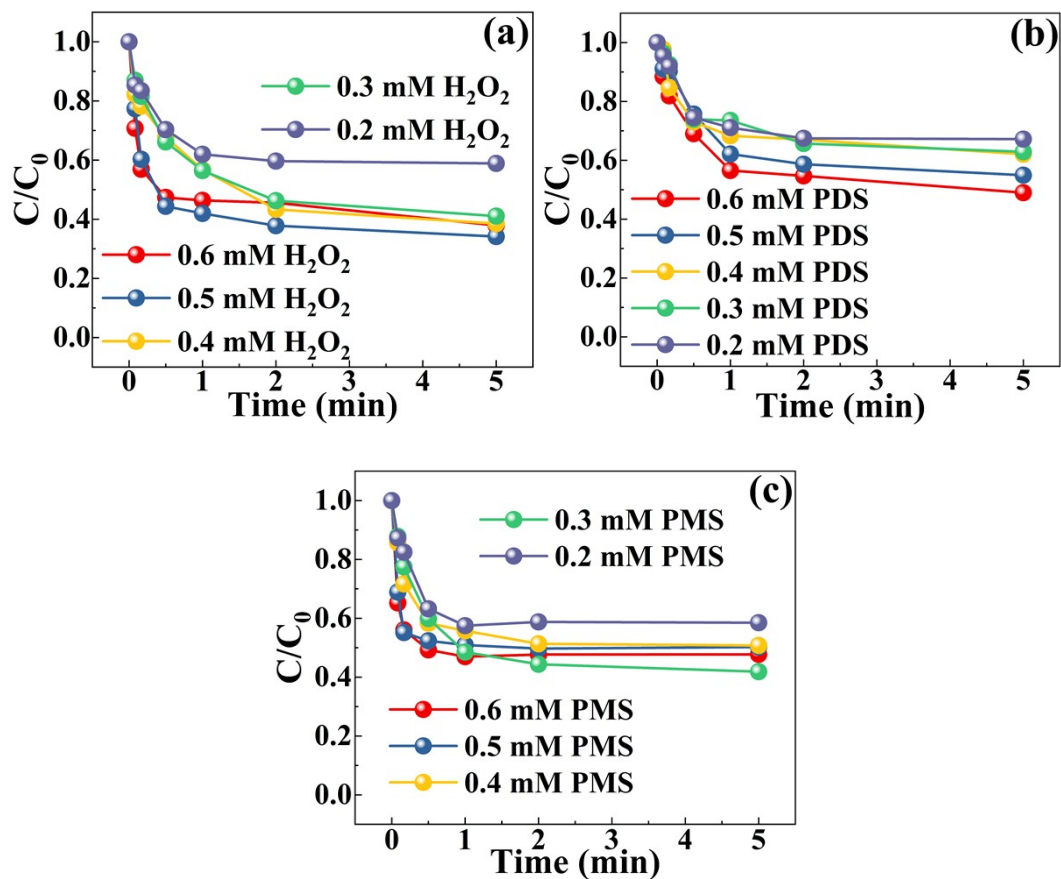 (a)
C/C₀
1.0
0.8
0.6
0.4
0.2
0.0
0.3 mM H₂O₂
0.2 mM H₂O₂
0.6 mM H₂O₂
0.5 mM H₂O₂
0.4 mM H₂O₂
0 1 2 3 4 5
Time (min)
(b)
C/C₀
1.0
0.8
0.6
0.4
0.2
0.0
0.6 mM PDS
0.5 mM PDS
0.4 mM PDS
0.3 mM PDS
0.2 mM PDS
0 1 2 3 4 5
Time (min)
(c)
C/C₀
1.0
0.8
0.6
0.4
0.2
0.0
0.3 mM PMS
0.2 mM PMS
0.6 mM PMS
0.5 mM PMS
0.4 mM PMS
0 1 2 3 4 5
Time (min)